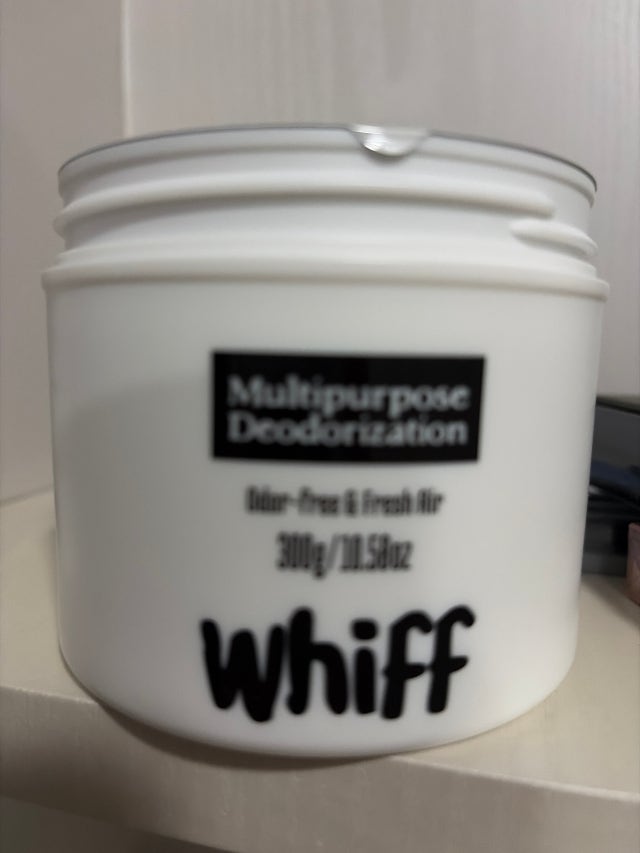 Multipurpose
Deodorization
Odor-Free & Fresh Air
300g/10.58oz
Whiff